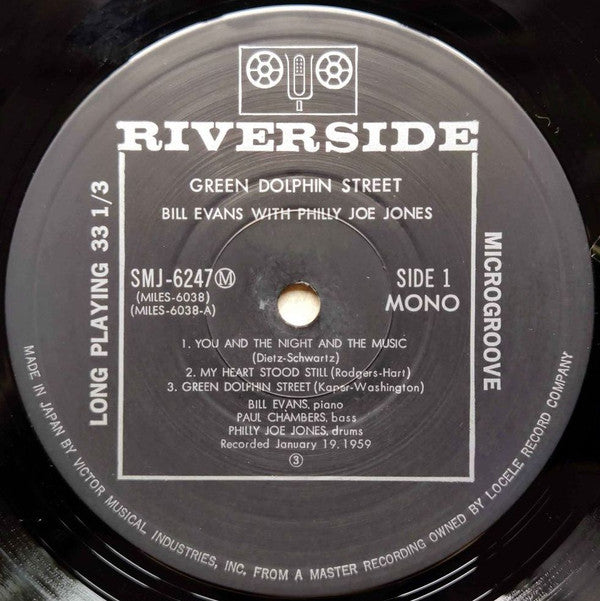 RIVERSIDE
GREEN DOLPHIN STREET
BILL EVANS WITH PHILLY JOE JONES
LONG PLAYING 33 1/3
MICROGROOVE
SMJ-6247 Ⓜ
(MILES-6038)
(MILES-6038-A)
SIDE 1
MONO
1. YOU AND THE NIGHT AND THE MUSIC
(Dietz-Schwartz)
2. MY HEART STOOD STILL (Rodgers-Hart)
3. GREEN DOLPHIN STREET (Kaper-Washington)
BILL EVANS, piano
PAUL CHAMBERS, bass
PHILLY JOE JONES, drums
Recorded January 19, 1959
③
MADE IN JAPAN BY VICTOR MUSICAL INDUSTRIES, INC. FROM A MASTER RECORDING OWNED BY LOCELE RECORD COMPANY